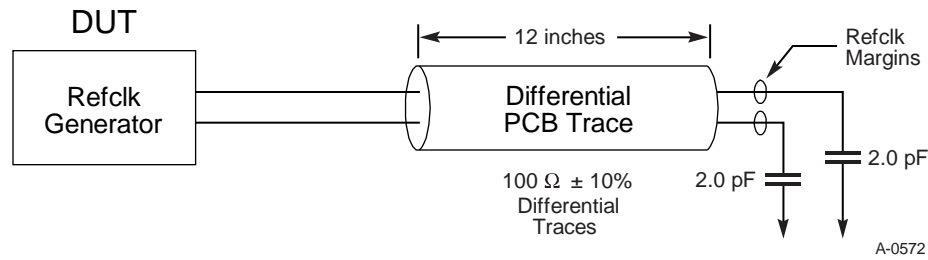 DUT
Refclk
Generator
12 inches
Differential
PCB Trace
100 Ω ± 10%
Differential
Traces
Refclk
Margins
2.0 pF
2.0 pF
A-0572